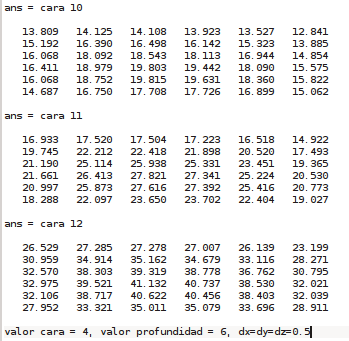 ans = cara 10
13.809 14.125 14.108 13.923 13.527 12.841
15.192 16.390 16.498 16.142 15.323 13.885
16.068 18.092 18.543 18.113 16.944 14.854
16.411 18.979 19.803 19.442 18.090 15.575
16.068 18.752 19.815 19.631 18.360 15.822
14.687 16.750 17.708 17.726 16.899 15.062
ans = cara 11
16.933 17.520 17.504 17.223 16.518 14.922
19.745 22.212 22.418 21.898 20.520 17.493
21.190 25.114 25.938 25.331 23.451 19.365
21.661 26.413 27.821 27.341 25.224 20.530
20.997 25.873 27.616 27.392 25.416 20.773
18.288 22.097 23.650 23.702 22.404 19.027
ans = cara 12
26.529 27.285 27.278 27.007 26.139 23.199
30.959 34.914 35.162 34.679 33.116 28.271
32.570 38.303 39.319 38.778 36.762 30.795
32.975 39.521 41.132 40.737 38.530 32.021
32.106 38.717 40.622 40.456 38.403 32.039
27.952 33.321 35.011 35.079 33.696 28.911
valor cara = 4, valor profundidad = 6, dx=dy=dz=0.5